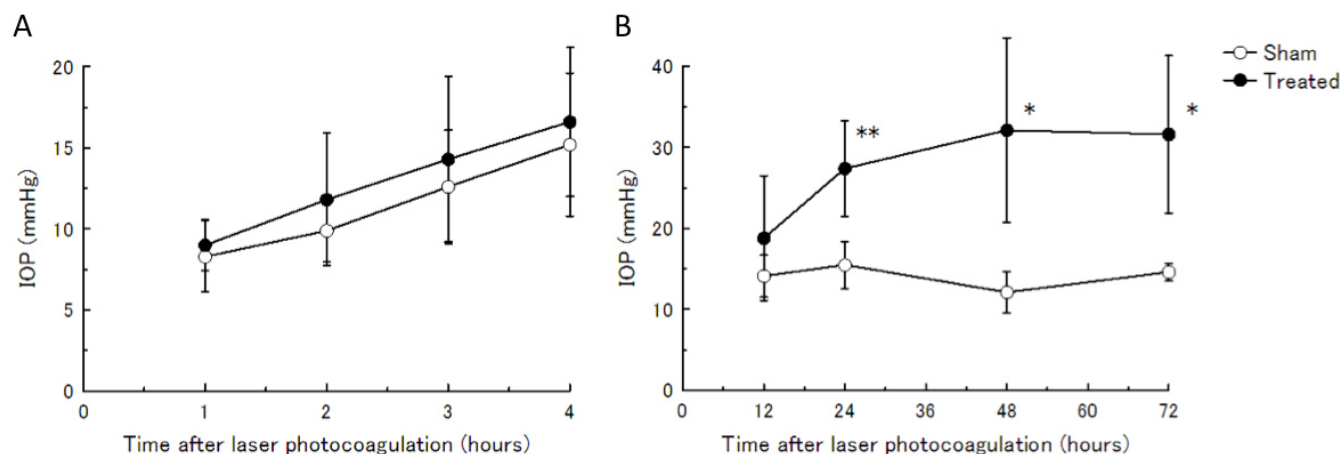 A
20
15
10
5
0
IOP (mmHg)
0 1 2 3 4
Time after laser photocoagulation (hours)
B
40
30
20
10
0
IOP (mmHg)
**
*
*
0 12 24 36 48 60 72
Time after laser photocoagulation (hours)
Sham
Treated